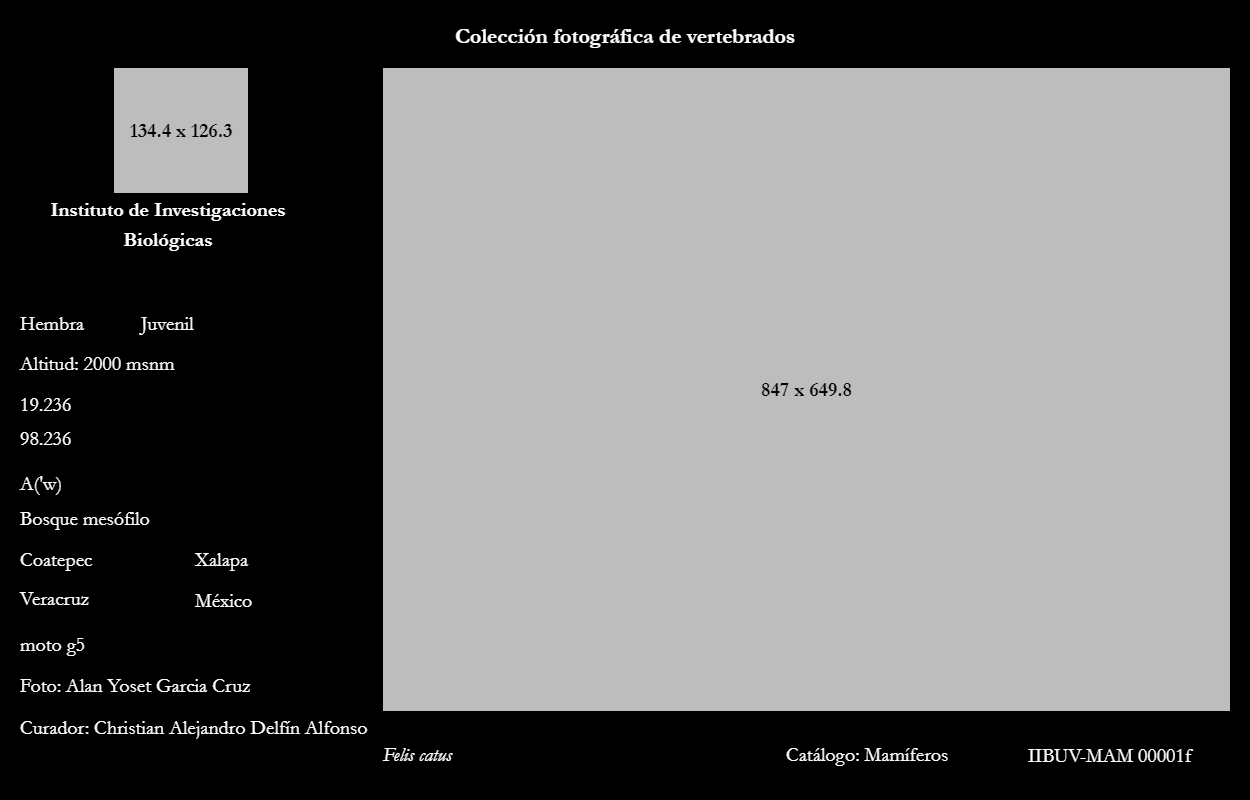 Colección fotográfica de vertebrados
134.4 x 126.3
Instituto de Investigaciones
Biológicas
Hembra Juvenil
Altitud: 2000 msnm
19.236
98.236
A('w)
Bosque mesófilo
Coatepec Xalapa
Veracruz México
moto g5
Foto: Alan Yoset Garcia Cruz
Curador: Christian Alejandro Delfín Alfonso
847 x 649.8
Felis catus Catálogo: Mamíferos IIBUV-MAM 00001f